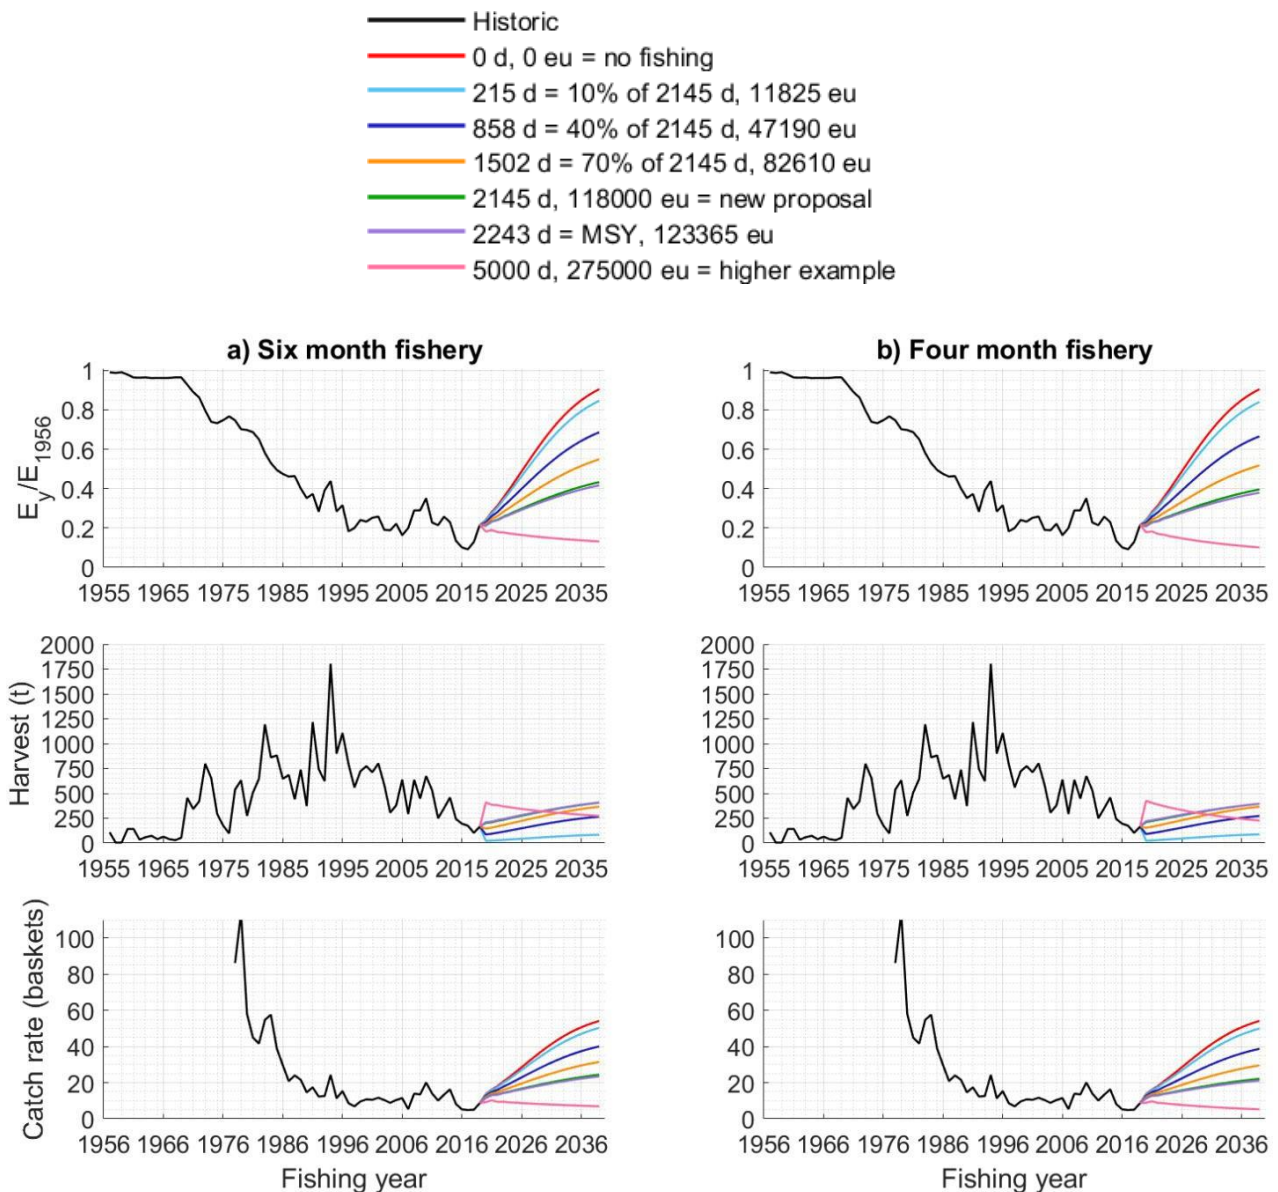 Historic
0 d, 0 eu = no fishing
215 d = 10% of 2145 d, 11825 eu
858 d = 40% of 2145 d, 47190 eu
1502 d = 70% of 2145 d, 82610 eu
2145 d, 118000 eu = new proposal
2243 d = MSY, 123365 eu
5000 d, 275000 eu = higher example
a) Six month fishery
E_y/E_1956
1
0.8
0.6
0.4
0.2
0
1955 1965 1975 1985 1995 2005 2015 2025 2035
b) Four month fishery
1
0.8
0.6
0.4
0.2
0
1955 1965 1975 1985 1995 2005 2015 2025 2035
Harvest (t)
2000
1750
1500
1250
1000
750
500
250
0
1955 1965 1975 1985 1995 2005 2015 2025 2035
2000
1750
1500
1250
1000
750
500
250
0
1955 1965 1975 1985 1995 2005 2015 2025 2035
Catch rate (baskets)
100
80
60
40
20
0
1956 1966 1976 1986 1996 2006 2016 2026 2036
Fishing year
100
80
60
40
20
0
1956 1966 1976 1986 1996 2006 2016 2026 2036
Fishing year